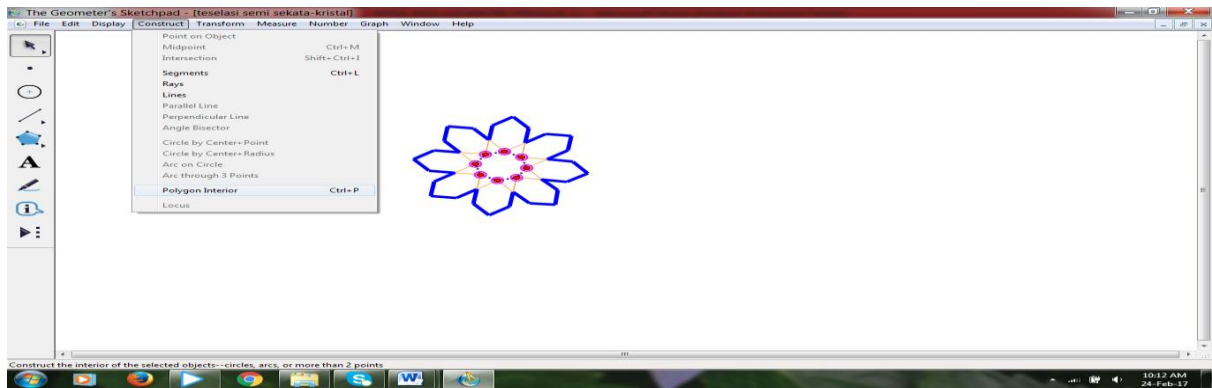 The Geometer's Sketchpad - [teselasi semi sekata-kristal]
File Edit Display Construct Transform Measure Number Graph Window Help
Point on Object
Midpoint Ctrl+M
Intersection Shift+Ctrl+I
Segments Ctrl+L
Rays
Lines
Parallel Line
Perpendicular Line
Angle Bisector
Circle by Center+Point
Circle by Center+Radius
Arc on Circle
Arc through 3 Points
Polygon Interior Ctrl+P
Locus
A
Construct the interior of the selected objects--circles, arcs, or more than 2 points
10:12 AM
24-Feb-17